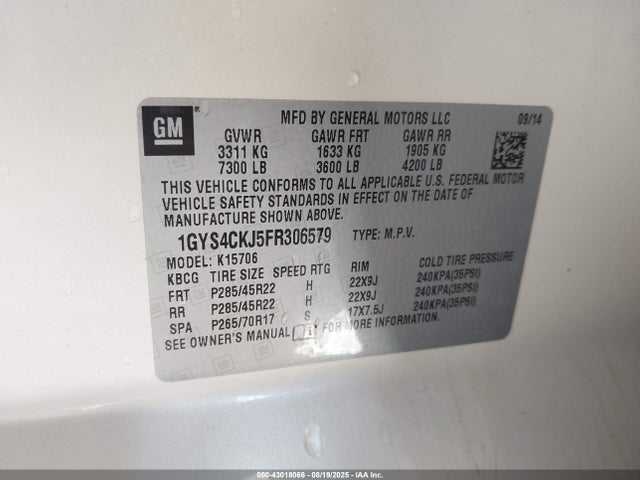 GM
MFD BY GENERAL MOTORS LLC 09/14
GVWR GAWR FRT GAWR RR
3311 KG 1633 KG 1905 KG
7300 LB 3600 LB 4200 LB
THIS VEHICLE CONFORMS TO ALL APPLICABLE U.S. FEDERAL MOTOR
VEHICLE SAFETY STANDARDS IN EFFECT ON THE DATE OF
MANUFACTURE SHOWN ABOVE.
1GYS4CKJ5FR306579 TYPE: M.P.V.
MODEL: K15706
KBCG TIRE SIZE SPEED RTG RIM COLD TIRE PRESSURE
FRT P285/45R22 H 22X9J 240KPA(35PSI)
RR P285/45R22 H 22X9J 240KPA(35PSI)
SPA P265/70R17 S 17X7.5J 240KPA(35PSI)
SEE OWNER'S MANUAL i FOR MORE INFORMATION.
000-43018066 - 08/19/2025 - IAA Inc.